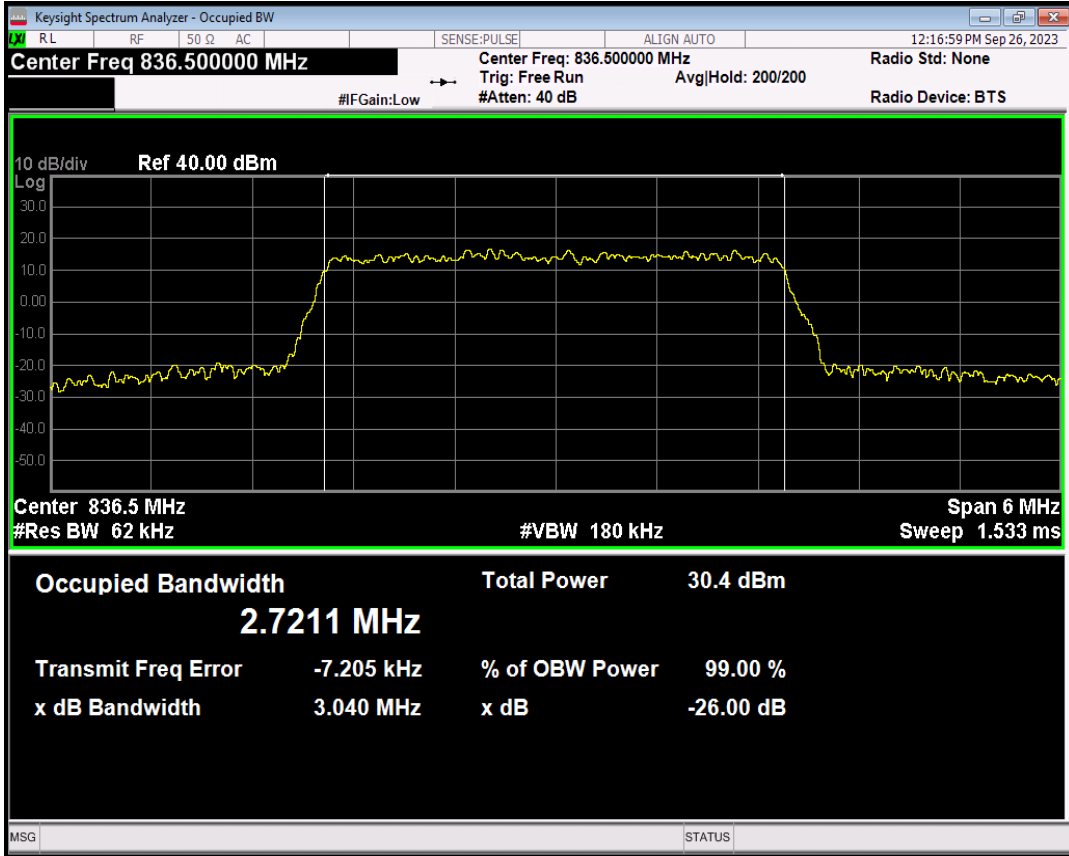 Keysight Spectrum Analyzer - Occupied BW
LXI RL RF 50 Ω AC SENSE:PULSE ALIGN AUTO 12:16:59 PM Sep 26, 2023
Center Freq 836.500000 MHz Center Freq: 836.500000 MHz Radio Std: None
Trig: Free Run Avg|Hold: 200/200
#IFGain:Low #Atten: 40 dB Radio Device: BTS
10 dB/div Ref 40.00 dBm
Log
30.0
20.0
10.0
0.00
-10.0
-20.0
-30.0
-40.0
-50.0
Center 836.5 MHz Span 6 MHz
#Res BW 62 kHz #VBW 180 kHz Sweep 1.533 ms
Occupied Bandwidth Total Power 30.4 dBm
2.7211 MHz
Transmit Freq Error -7.205 kHz % of OBW Power 99.00 %
x dB Bandwidth 3.040 MHz x dB -26.00 dB
MSG STATUS